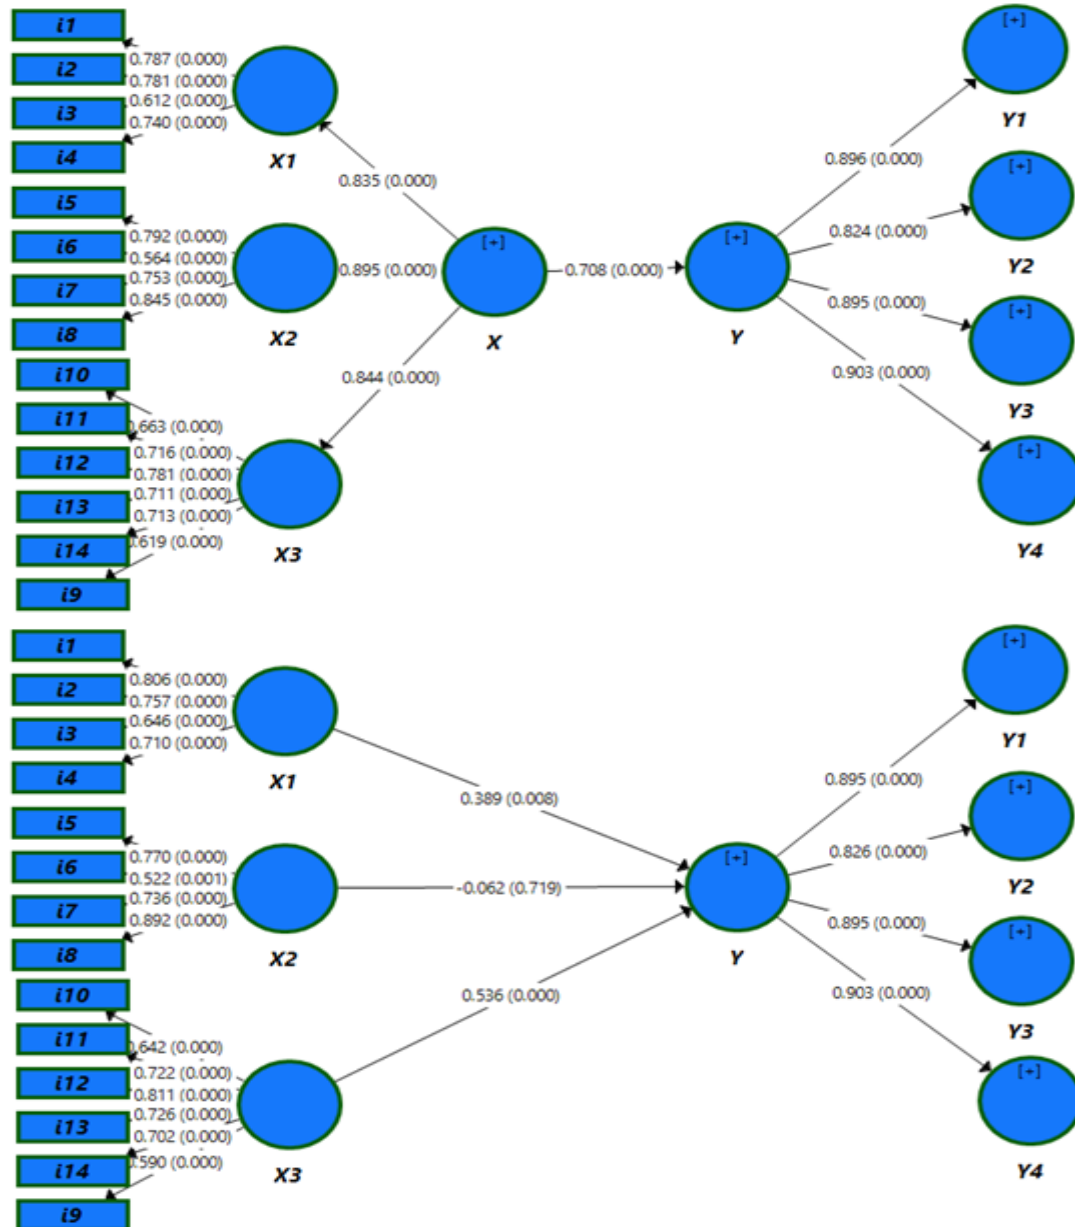 i1
0.787 (0.000)
i2
0.781 (0.000)
i3
0.612 (0.000)
0.740 (0.000)
i4
X1
i5
0.792 (0.000)
i6
0.564 (0.000)
i7
0.753 (0.000)
0.845 (0.000)
i8
X2
i10
0.663 (0.000)
i11
0.716 (0.000)
i12
0.781 (0.000)
i13
0.711 (0.000)
0.713 (0.000)
i14
0.619 (0.000)
i9
X3
0.835 (0.000)
0.895 (0.000)
0.844 (0.000)
[+]
X
0.708 (0.000)
[+]
Y
0.896 (0.000)
0.824 (0.000)
0.895 (0.000)
0.903 (0.000)
[+]
Y1
[+]
Y2
[+]
Y3
[+]
Y4
i1
0.806 (0.000)
i2
0.757 (0.000)
i3
0.646 (0.000)
0.710 (0.000)
i4
X1
i5
0.770 (0.000)
i6
0.522 (0.001)
i7
0.736 (0.000)
0.892 (0.000)
i8
X2
i10
0.642 (0.000)
i11
0.722 (0.000)
i12
0.811 (0.000)
i13
0.726 (0.000)
0.702 (0.000)
i14
0.590 (0.000)
i9
X3
0.389 (0.008)
-0.062 (0.719)
0.536 (0.000)
[+]
Y
0.895 (0.000)
0.826 (0.000)
0.895 (0.000)
0.903 (0.000)
[+]
Y1
[+]
Y2
[+]
Y3
[+]
Y4